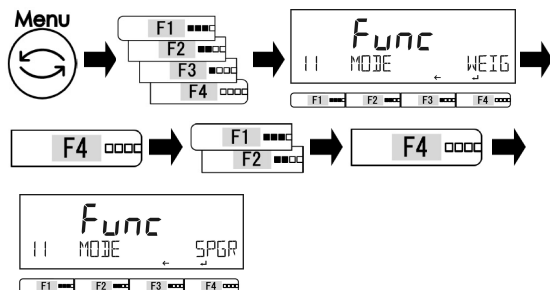 Menu
F1
F2
F3
F4
Func
11 MODE WEIG
F1 F2 F3 F4
F4
F1
F2
F4
Func
11 MODE SPGR
F1 F2 F3 F4